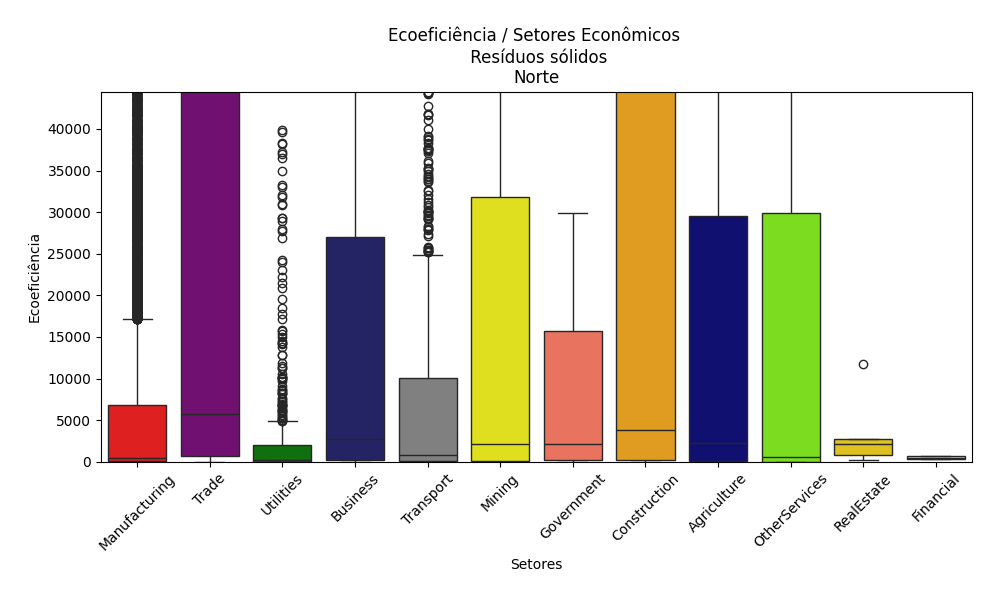 Ecoeficiência / Setores Econômicos
Resíduos sólidos
Norte
Ecoeficiência
40000
35000
30000
25000
20000
15000
10000
5000
0
Manufacturing
Trade
Utilities
Business
Transport
Mining
Government
Construction
Agriculture
OtherServices
RealEstate
Financial
Setores